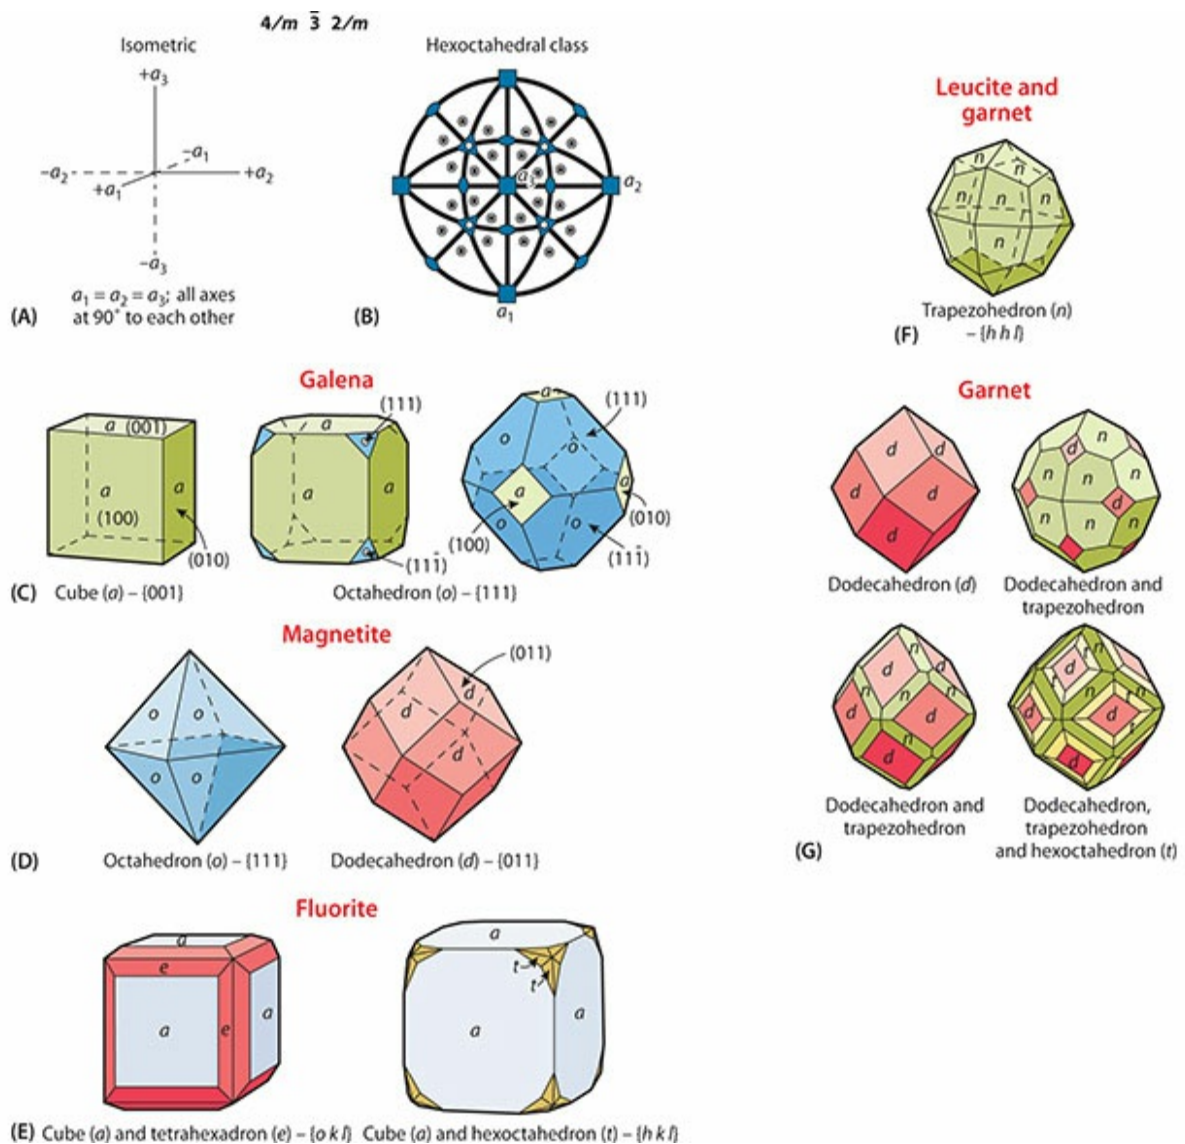 4/m 3̅ 2/m
Isometric
+a3
−a1
−a2
+a2
+a1
−a3
a1 = a2 = a3; all axes
at 90° to each other
(A)
Hexoctahedral class
a3
a2
a1
(B)
Leucite and
garnet
n
n̅
n
n
n
n
n
Trapezohedron (n)
– {h h l}
(F)
Galena
a (001)
a
(100)
a
(010)
Cube (a) – {001}
(C)
a
(111)
o
a
a
o
(111̅)
a
(111)
o
o
a
a
(010)
o
o
(100)
(111̅)
Octahedron (o) – {111}
Garnet
d
d
d
d
d
Dodecahedron (d)
n
d
n
n
n
n
d
n
n
Dodecahedron and
trapezohedron
Magnetite
o
o
o
o
Octahedron (o) – {111}
(D)
(011)
d
d
d
Dodecahedron (d) – {011}
n
d
d
n
n
d
d
n
d
Dodecahedron and
trapezohedron
n
t
d
t
t
d
d
t
d
Dodecahedron,
trapezohedron
and hexoctahedron (t)
(G)
Fluorite
a
e
a
e
a
(E) Cube (a) and tetrahexadron (e) – {o k l}
a
t
t
a
a
Cube (a) and hexoctahedron (t) – {h k l}